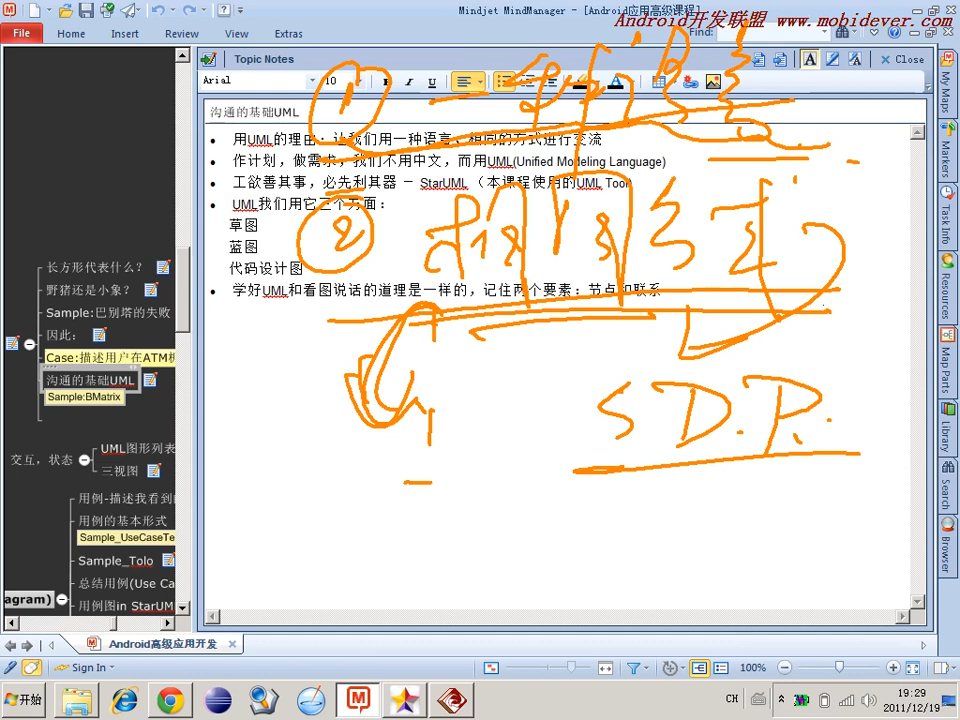 Mindjet MindManager - [Android应用高级课程]
Android开发联盟 www.mobidever.com
File Home Insert Review View Extras Find:
Topic Notes Close
Arial 10
沟通的基础UML
用UML的理由：让我们用一种语言、相同的方式进行交流
作计划，做需求，我们不用中文，而用UML(Unified Modeling Language)
工欲善其事，必先利其器 － StarUML （本课程使用的UML Tool
UML我们用它三个方面：
草图
蓝图
代码设计图
学好UML和看图说话的道理是一样的，记住两个要素：节点和联系
①
②
S D.P.
长方形代表什么？
野猪还是小象？
Sample:巴别塔的失败
因此：
Case:描述用户在ATM机
沟通的基础UML
Sample:BMatrix
交互，状态
UML图形列表
三视图
用例-描述我看到的
用例的基本形式
Sample_UseCaseTe
Sample_Tolo
总结用例(Use Ca
agram)
用例图in StarUM
My Maps
Markers
Task Info
Resources
Map Parts
Library
Search
Browser
Android高级应用开发
Sign In
100%
开始
CH
19:29
2011/12/19